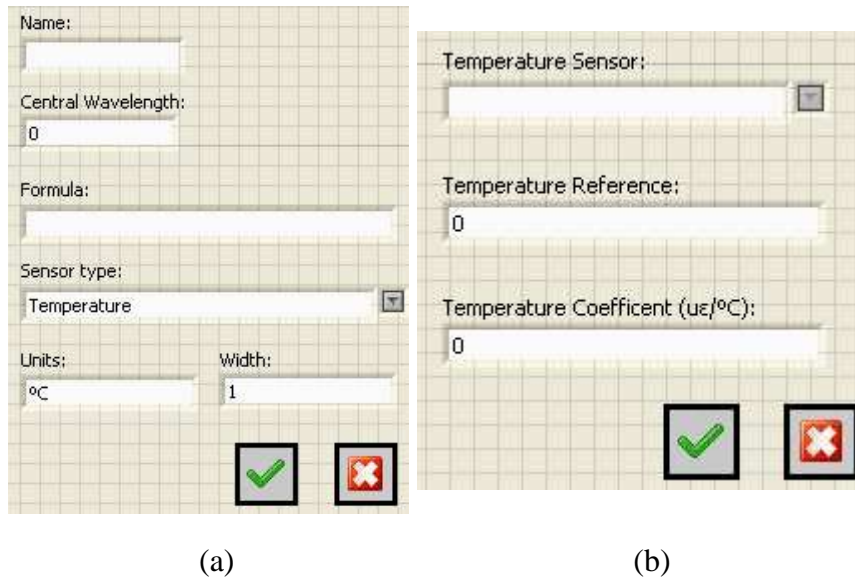 Name:
Central Wavelength:
0
Formula:
Sensor type:
Temperature
Units: Width:
ºC 1
Temperature Sensor:
Temperature Reference:
0
Temperature Coefficent (uε/ºC):
0
(a) (b)